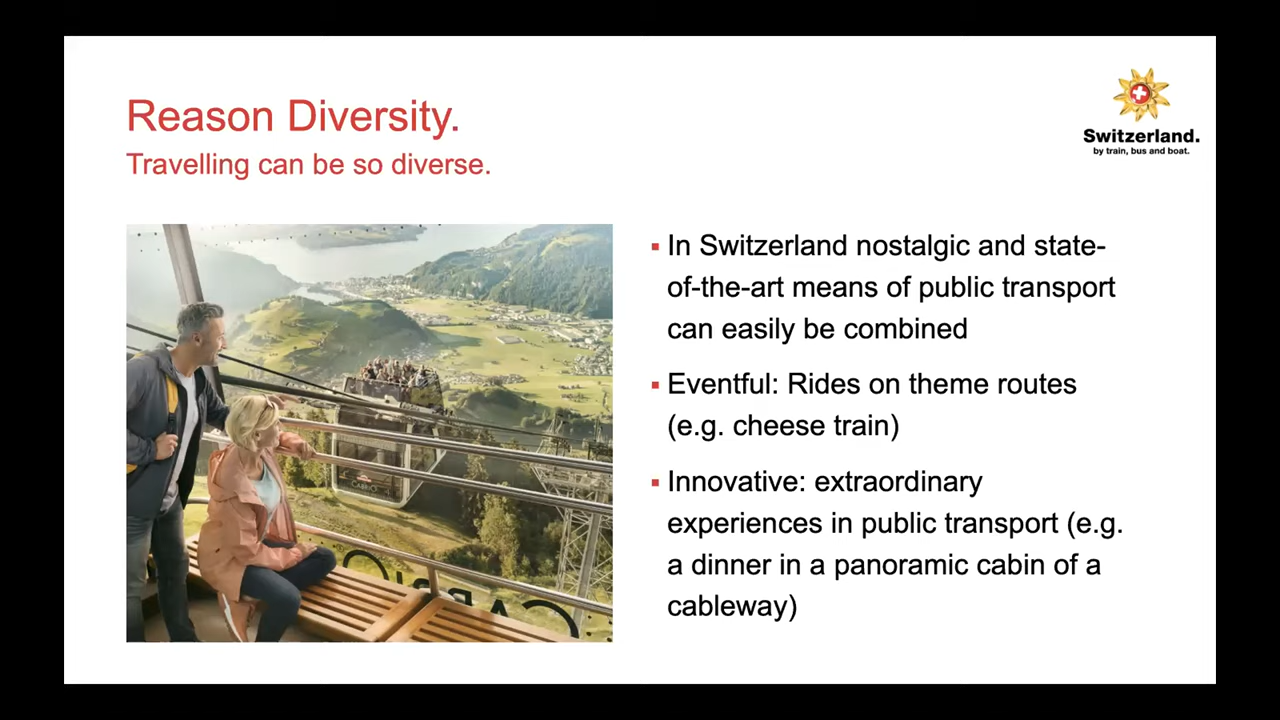 Reason Diversity.
Travelling can be so diverse.
Switzerland.
by train, bus and boat.
In Switzerland nostalgic and state-
of-the-art means of public transport
can easily be combined
Eventful: Rides on theme routes
(e.g. cheese train)
Innovative: extraordinary
experiences in public transport (e.g.
a dinner in a panoramic cabin of a
cableway)
CABRIO